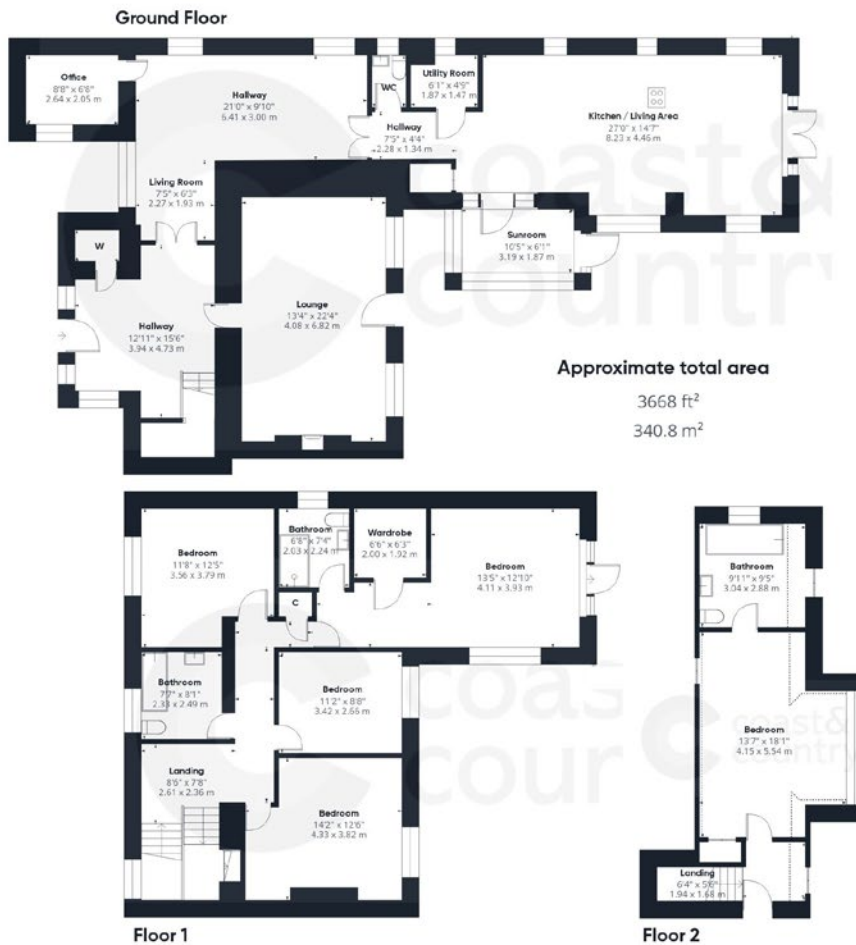 Ground Floor
Office
8'8" x 6'8"
2.64 x 2.05 m
Hallway
21'0" x 9'10"
6.41 x 3.00 m
WC
Utility Room
6'1" x 4'9"
1.87 x 1.47 m
Hallway
7'5" x 4'4"
2.28 x 1.34 m
Kitchen / Living Area
27'0" x 14'7"
8.23 x 4.46 m
Living Room
7'5" x 6'3"
2.27 x 1.93 m
W
Sunroom
10'5" x 6'1"
3.19 x 1.87 m
Lounge
13'4" x 22'4"
4.08 x 6.82 m
Hallway
12'11" x 15'6"
3.94 x 4.73 m
coast&
country
Approximate total area
3668 ft²
340.8 m²
Bedroom
11'8" x 12'5"
3.56 x 3.79 m
Bathroom
6'8" x 7'4"
2.03 x 2.24 m
Wardrobe
6'6" x 6'3"
2.00 x 1.92 m
Bedroom
13'5" x 12'10"
4.11 x 3.93 m
C
Bathroom
7'7" x 8'1"
2.33 x 2.49 m
Bedroom
11'2" x 8'8"
3.42 x 2.66 m
Landing
8'6" x 7'8"
2.61 x 2.36 m
Bedroom
14'2" x 12'6"
4.33 x 3.82 m
coas
cour
Floor 1
Bathroom
9'11" x 9'5"
3.04 x 2.88 m
Bedroom
13'7" x 18'1"
4.15 x 5.54 m
coast&
country
Landing
6'4" x 5'6"
1.94 x 1.68 m
Floor 2